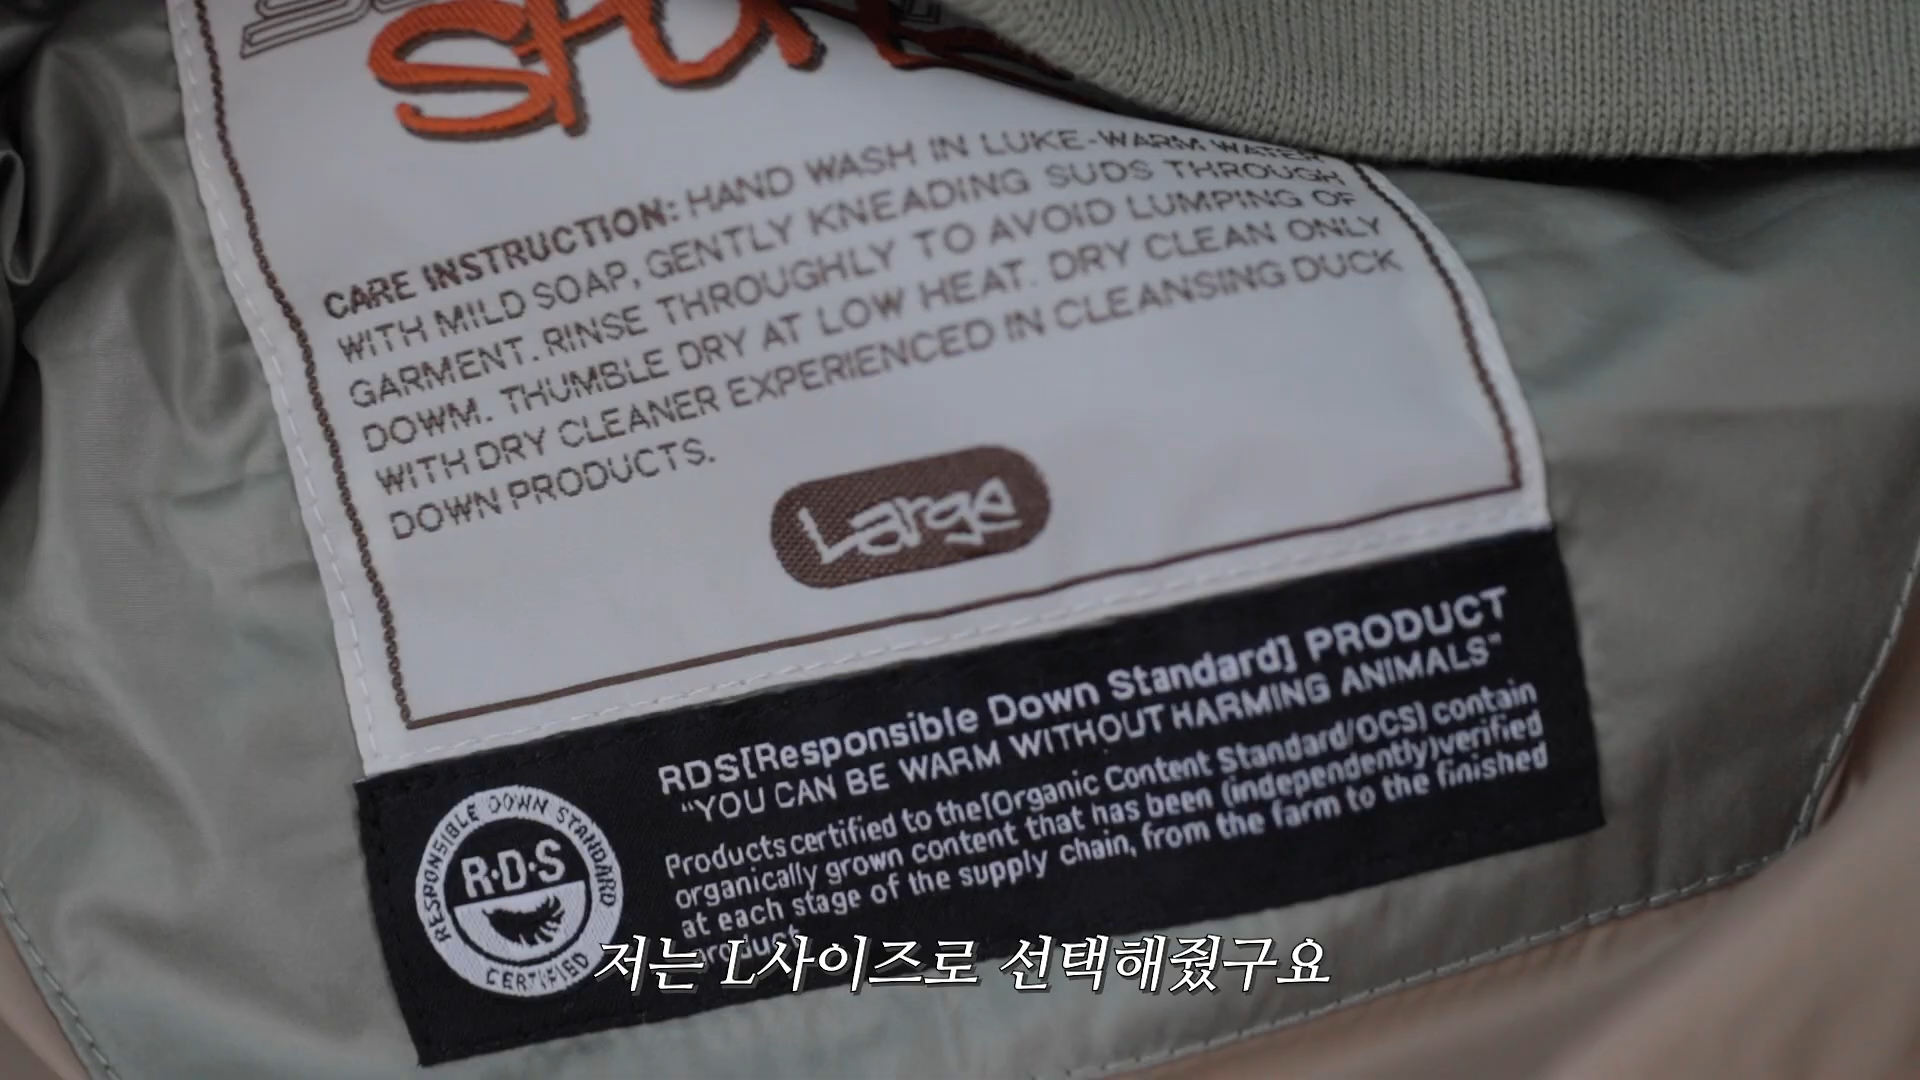 CARE INSTRUCTION: HAND WASH IN LUKE-WARM WATER
WITH MILD SOAP, GENTLY KNEADING SUDS THROUGH
GARMENT. RINSE THROUGHLY TO AVOID LUMPING OF
DOWM. THUMBLE DRY AT LOW HEAT. DRY CLEAN ONLY
WITH DRY CLEANER EXPERIENCED IN CLEANSING DUCK
DOWN PRODUCTS.
Large
RDS[Responsible Down Standard] PRODUCT
"YOU CAN BE WARM WITHOUT HARMING ANIMALS"
Products certified to the[Organic Content Standard/OCS] contain
organically grown content that has been (independently)verified
at each stage of the supply chain, from the farm to the finished
product
RESPONSIBLE DOWN STANDARD
R·D·S
CERTIFIED
저는 L사이즈로 선택해줬구요